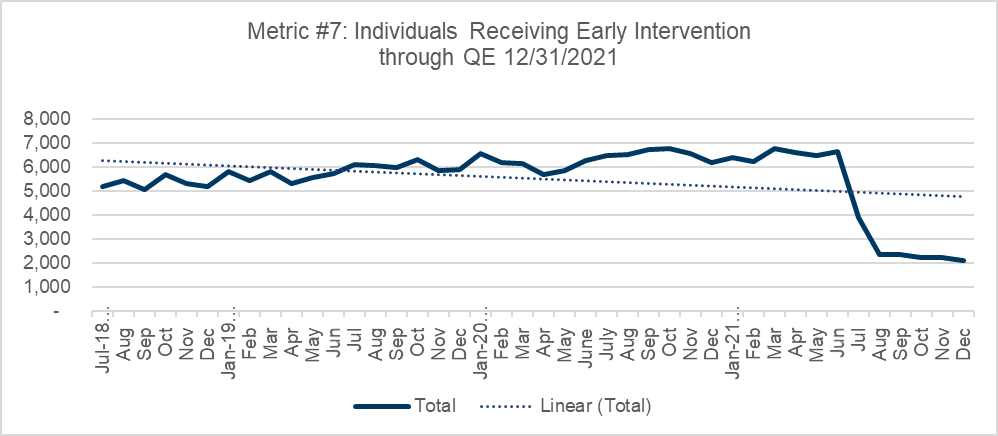 Metric #7: Individuals Receiving Early Intervention
through QE 12/31/2021
8,000
7,000
6,000
5,000
4,000
3,000
2,000
1,000
-
Jul-18...
Aug
Sep
Oct
Nov
Dec
Jan-19...
Feb
Mar
Apr
May
Jun
Jul
Aug
Sep
Oct
Nov
Dec
Jan-20...
Feb
Mar
Apr
May
June
July
Aug
Sep
Oct
Nov
Dec
Jan-21...
Feb
Mar
Apr
May
Jun
Jul
Aug
Sep
Oct
Nov
Dec
Total
Linear (Total)